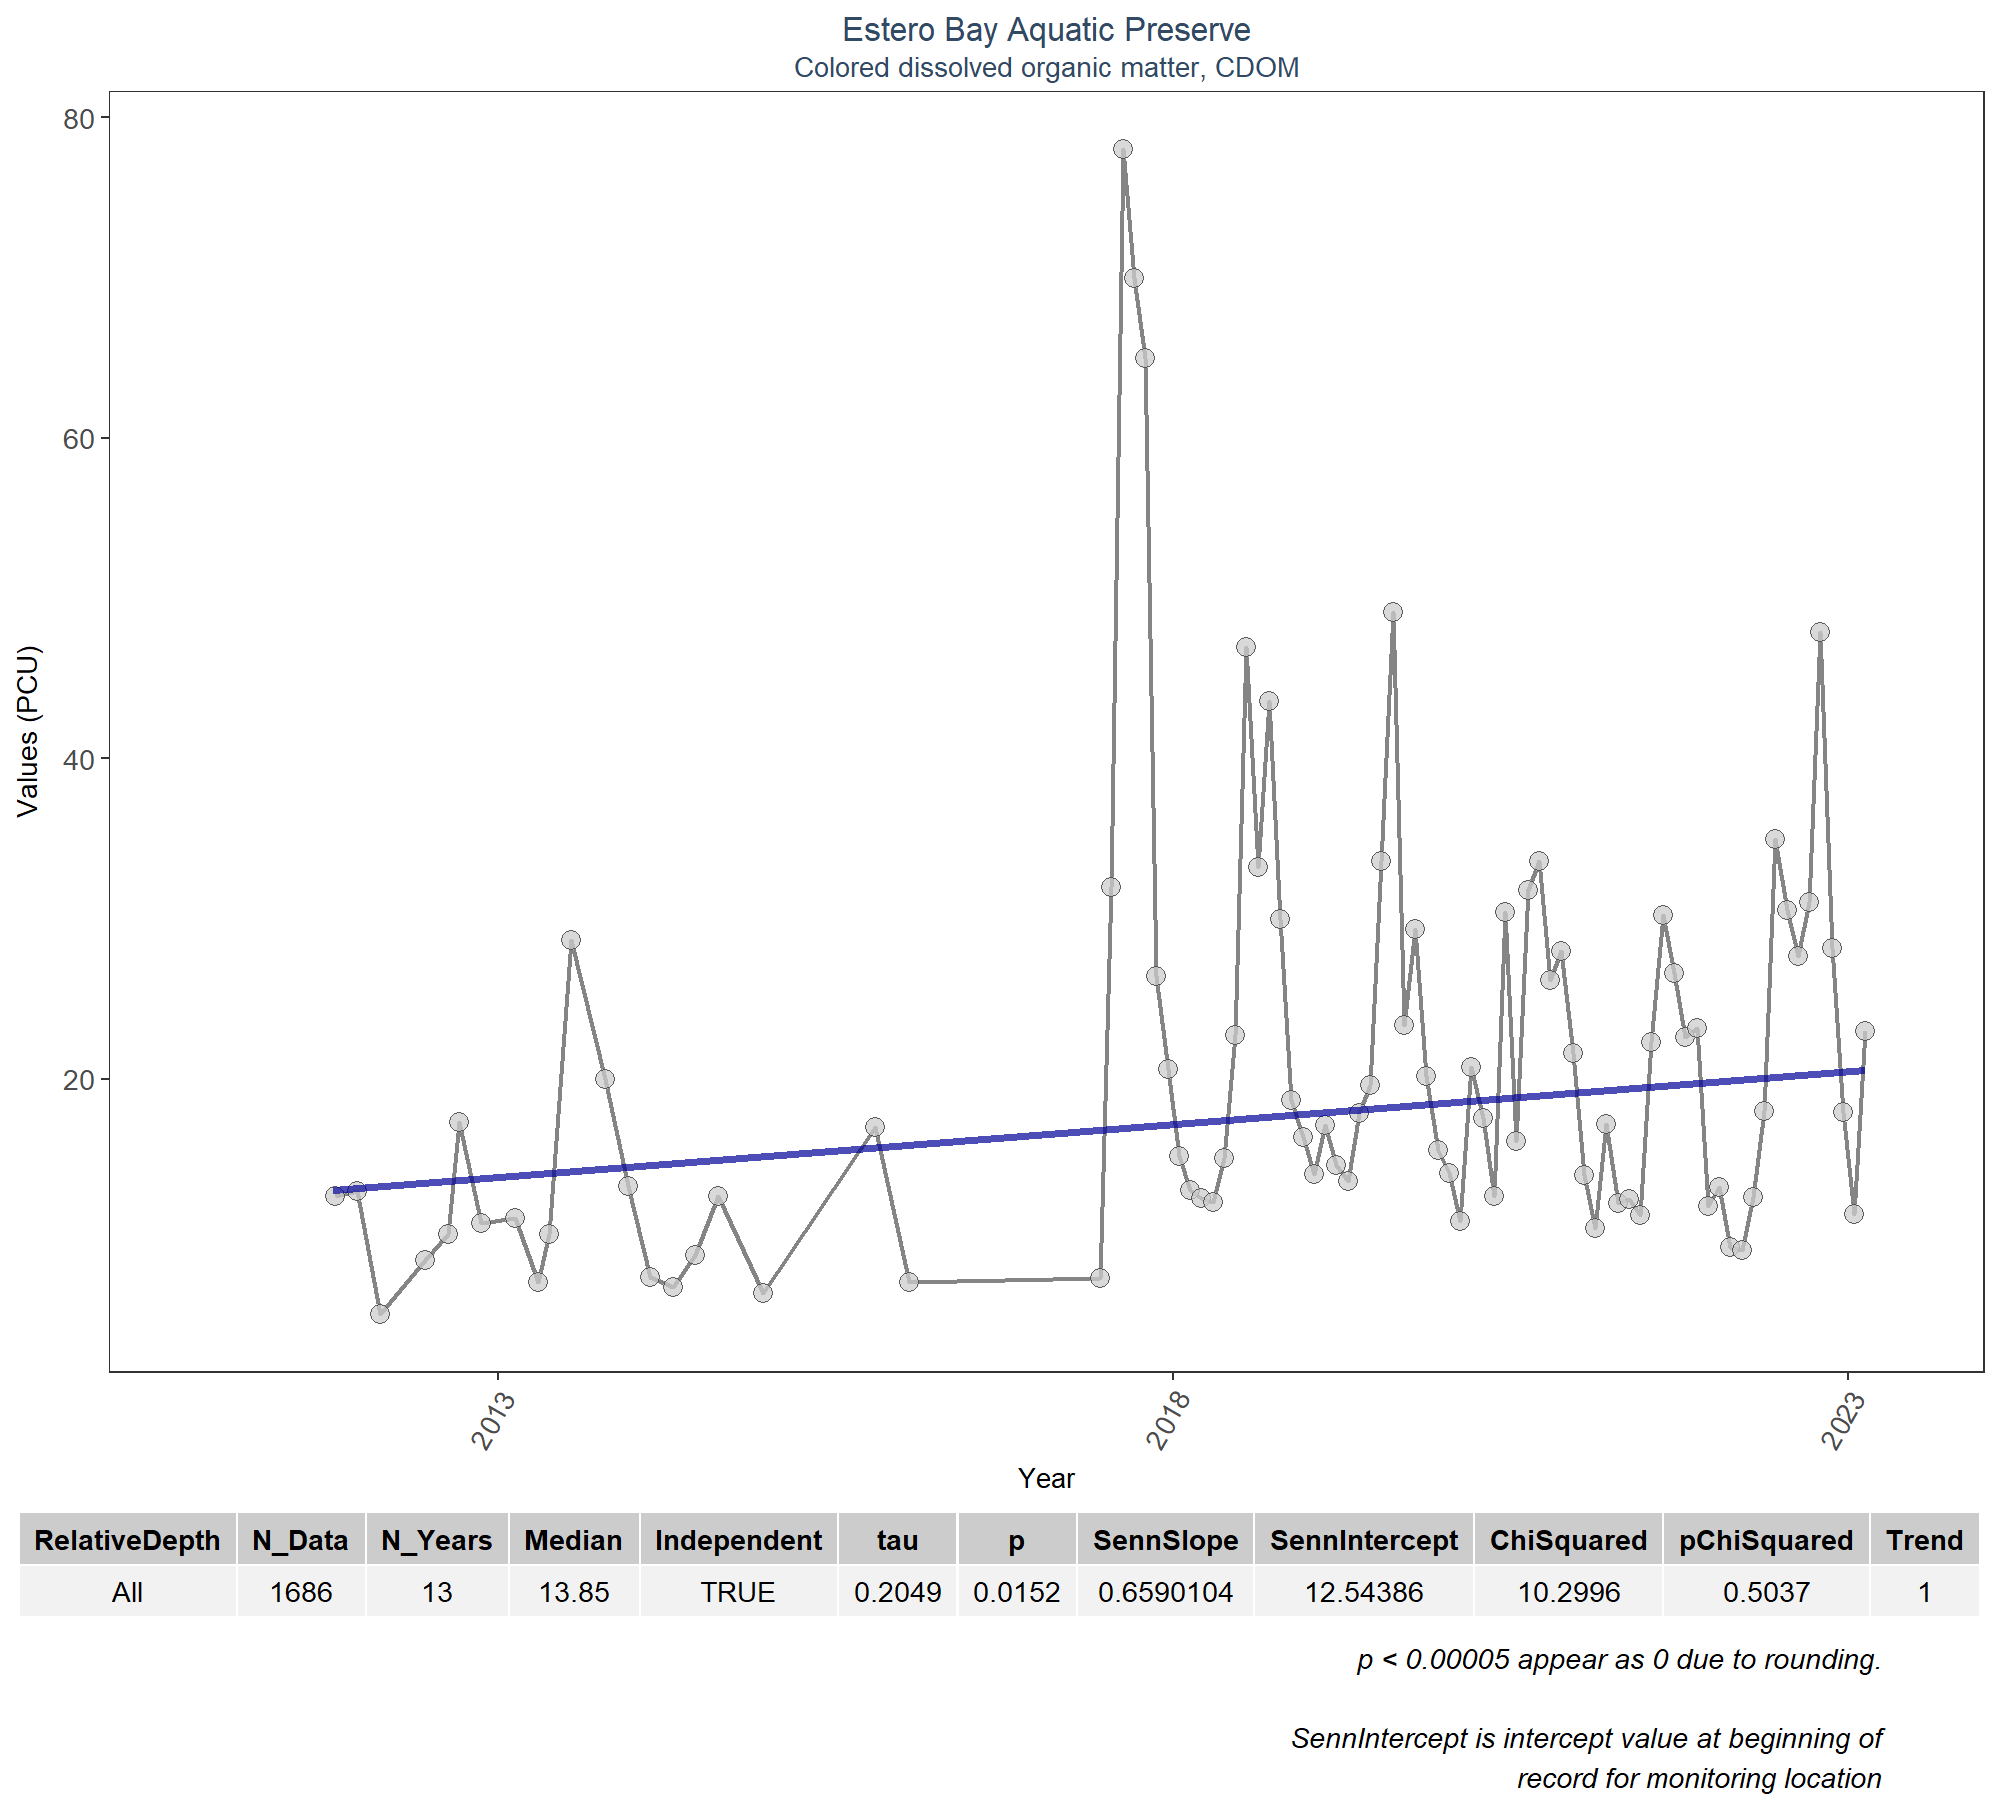 Estero Bay Aquatic Preserve
Colored dissolved organic matter, CDOM
80
60
40
20
Values (PCU)
2013
2018
2023
Year
RelativeDepth N_Data N_Years Median Independent tau p SennSlope SennIntercept ChiSquared pChiSquared Trend
All 1686 13 13.85 TRUE 0.2049 0.0152 0.6590104 12.54386 10.2996 0.5037 1
p < 0.00005 appear as 0 due to rounding.
SennIntercept is intercept value at beginning of
record for monitoring location